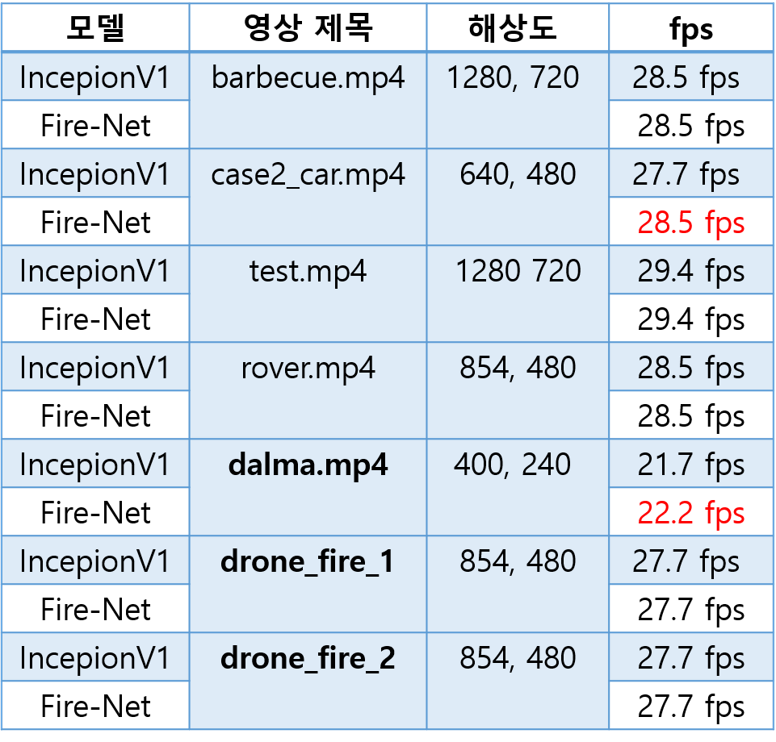 모델 영상 제목 해상도 fps
IncepionV1 barbecue.mp4 1280, 720 28.5 fps
Fire-Net 28.5 fps
IncepionV1 case2_car.mp4 640, 480 27.7 fps
Fire-Net 28.5 fps
IncepionV1 test.mp4 1280 720 29.4 fps
Fire-Net 29.4 fps
IncepionV1 rover.mp4 854, 480 28.5 fps
Fire-Net 28.5 fps
IncepionV1 dalma.mp4 400, 240 21.7 fps
Fire-Net 22.2 fps
IncepionV1 drone_fire_1 854, 480 27.7 fps
Fire-Net 27.7 fps
IncepionV1 drone_fire_2 854, 480 27.7 fps
Fire-Net 27.7 fps